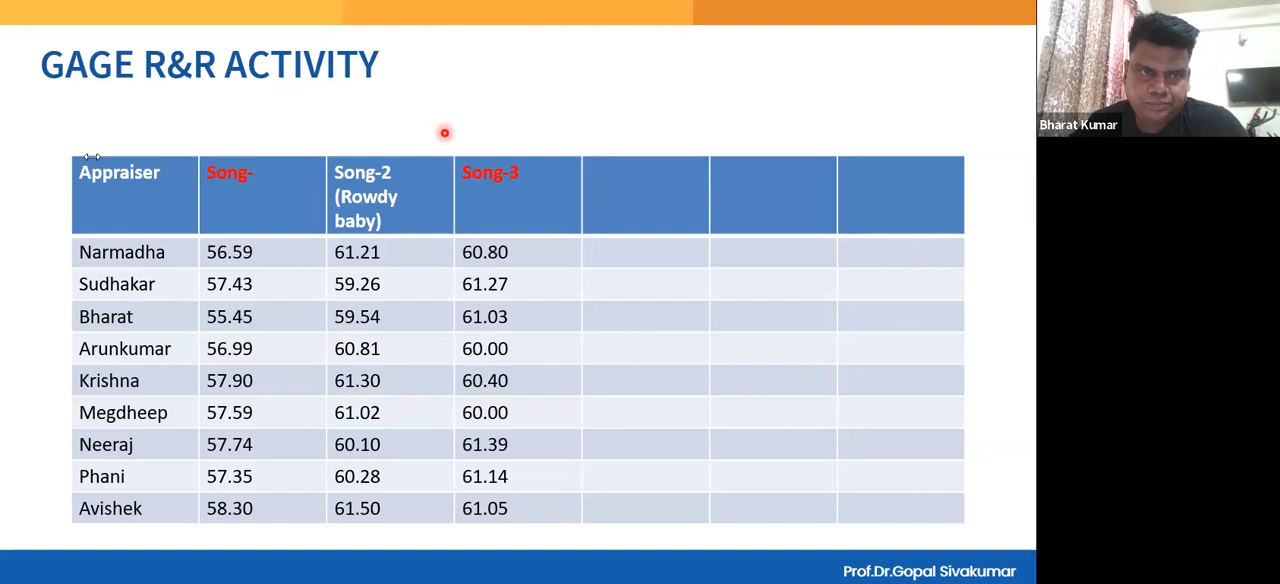 GAGE R&R ACTIVITY
Bharat Kumar
Appraiser Song- Song-2 Song-3
(Rowdy
baby)
Narmadha 56.59 61.21 60.80
Sudhakar 57.43 59.26 61.27
Bharat 55.45 59.54 61.03
Arunkumar 56.99 60.81 60.00
Krishna 57.90 61.30 60.40
Megdheep 57.59 61.02 60.00
Neeraj 57.74 60.10 61.39
Phani 57.35 60.28 61.14
Avishek 58.30 61.50 61.05
Prof.Dr.Gopal Sivakumar